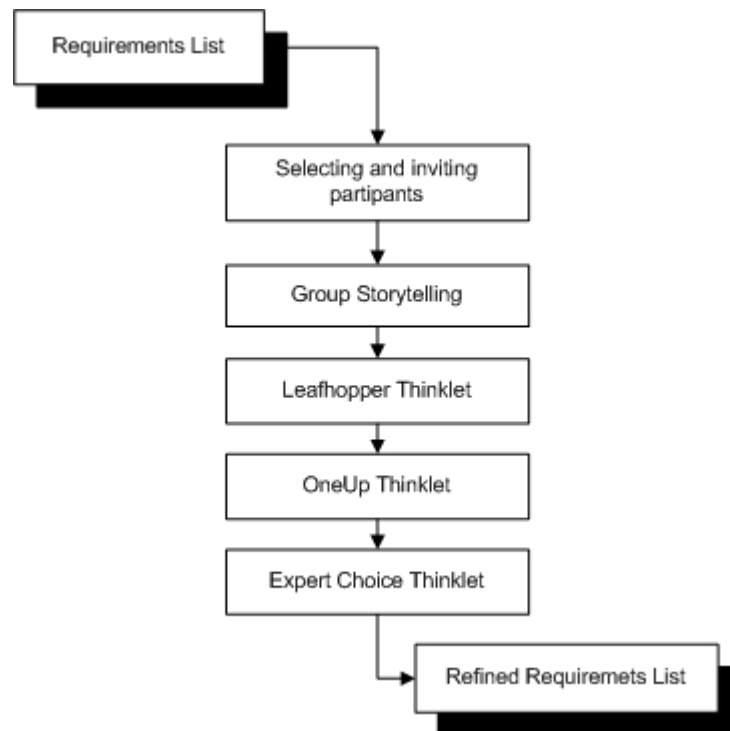 Requirements List
Selecting and inviting
partipants
Group Storytelling
Leafhopper Thinklet
OneUp Thinklet
Expert Choice Thinklet
Refined Requiremets List